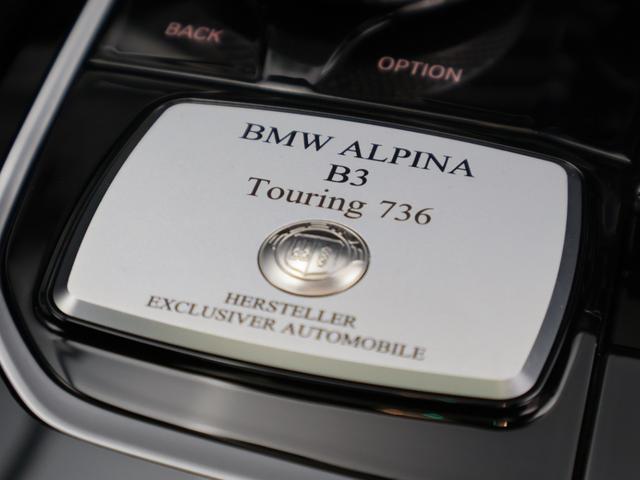 BACK
OPTION
BMW ALPINA
B3
Touring 736
HERSTELLER
EXCLUSIVER AUTOMOBILE